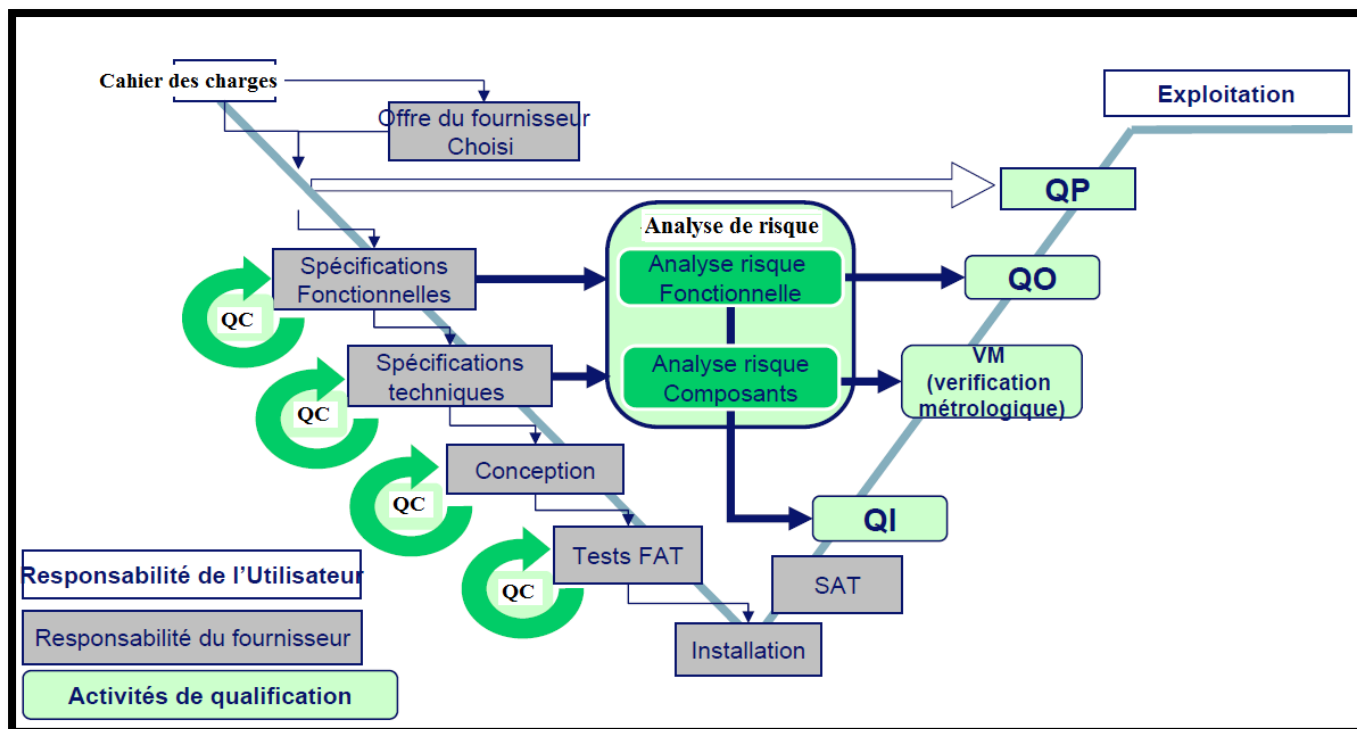 Cahier des charges
Offre du fournisseur
Choisi
Exploitation
QP
Analyse de risque
Spécifications
Fonctionnelles
Analyse risque
Fonctionnelle
QO
QC
Spécifications
techniques
Analyse risque
Composants
VM
(verification
métrologique)
QC
Conception
QC
QI
Tests FAT
QC
SAT
Installation
Responsabilité de l'Utilisateur
Responsabilité du fournisseur
Activités de qualification